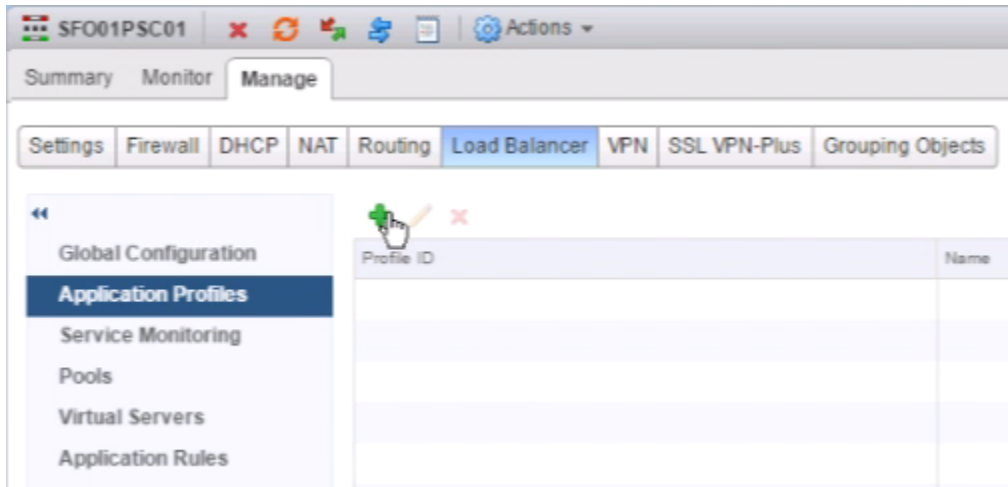 SFO01PSC01 Actions
Summary Monitor Manage
Settings Firewall DHCP NAT Routing Load Balancer VPN SSL VPN-Plus Grouping Objects
Global Configuration
Application Profiles
Service Monitoring
Pools
Virtual Servers
Application Rules
Profile ID Name